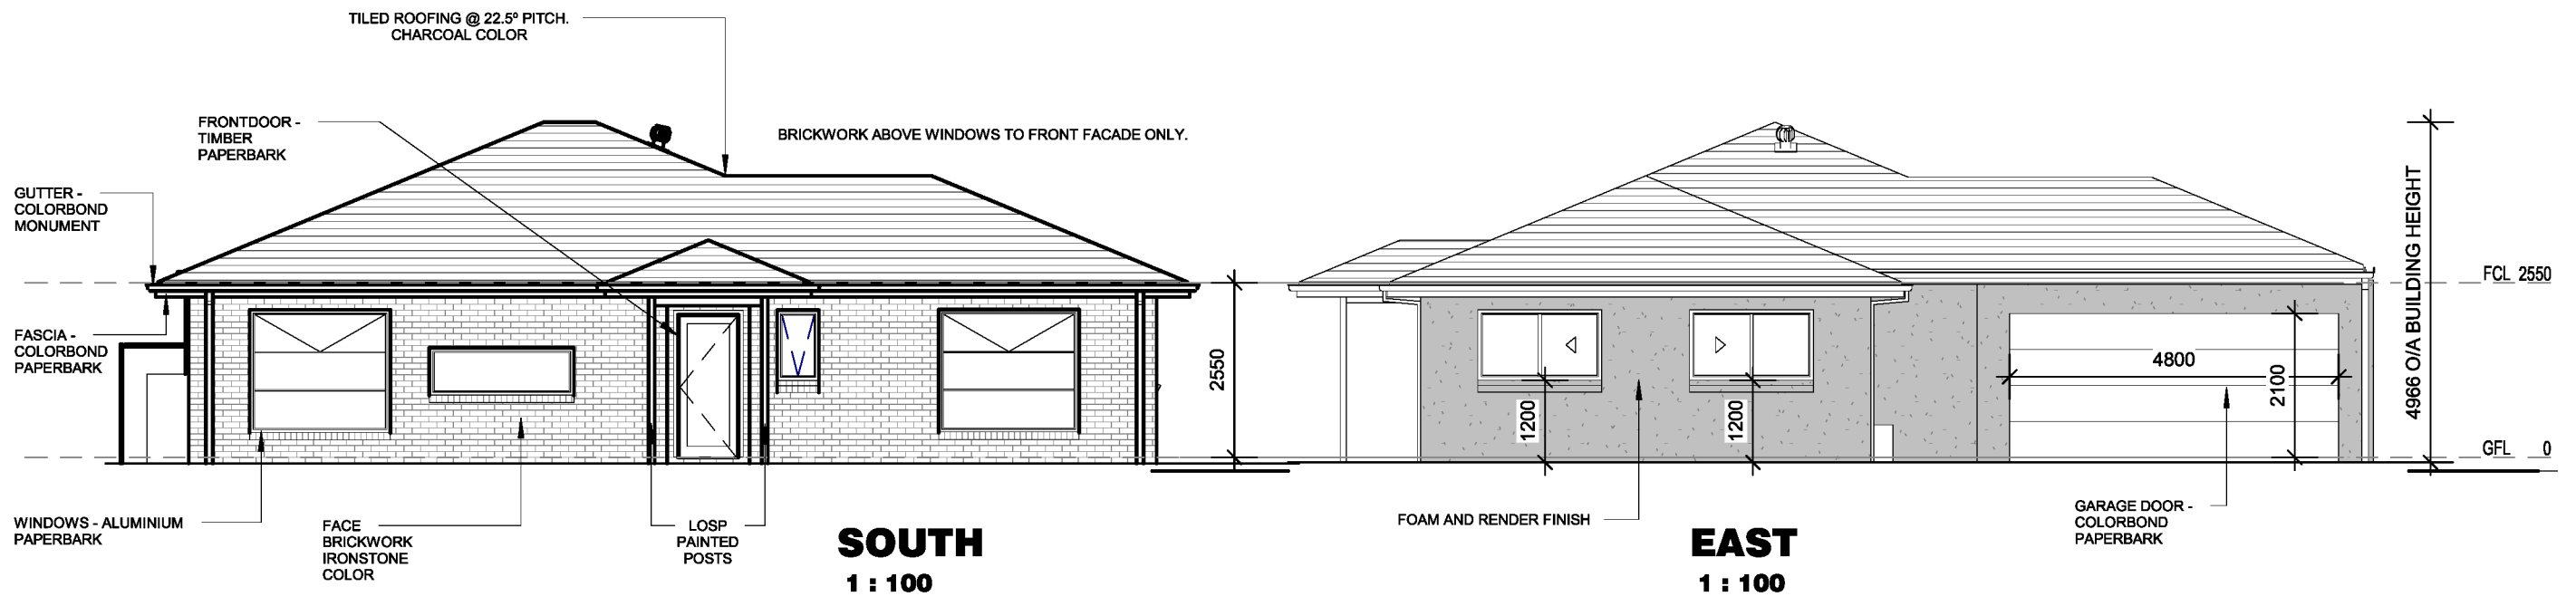 TILED ROOFING @ 22.5º PITCH.
CHARCOAL COLOR
FRONTDOOR -
TIMBER
PAPERBARK
BRICKWORK ABOVE WINDOWS TO FRONT FACADE ONLY.
GUTTER -
COLORBOND
MONUMENT
FASCIA -
COLORBOND
PAPERBARK
WINDOWS - ALUMINIUM
PAPERBARK
FACE
BRICKWORK
IRONSTONE
COLOR
LOSP
PAINTED
POSTS
2550
SOUTH
1 : 100
1200
1200
4800
2100
4966 O/A BUILDING HEIGHT
FCL 2550
GFL 0
FOAM AND RENDER FINISH
GARAGE DOOR -
COLORBOND
PAPERBARK
EAST
1 : 100